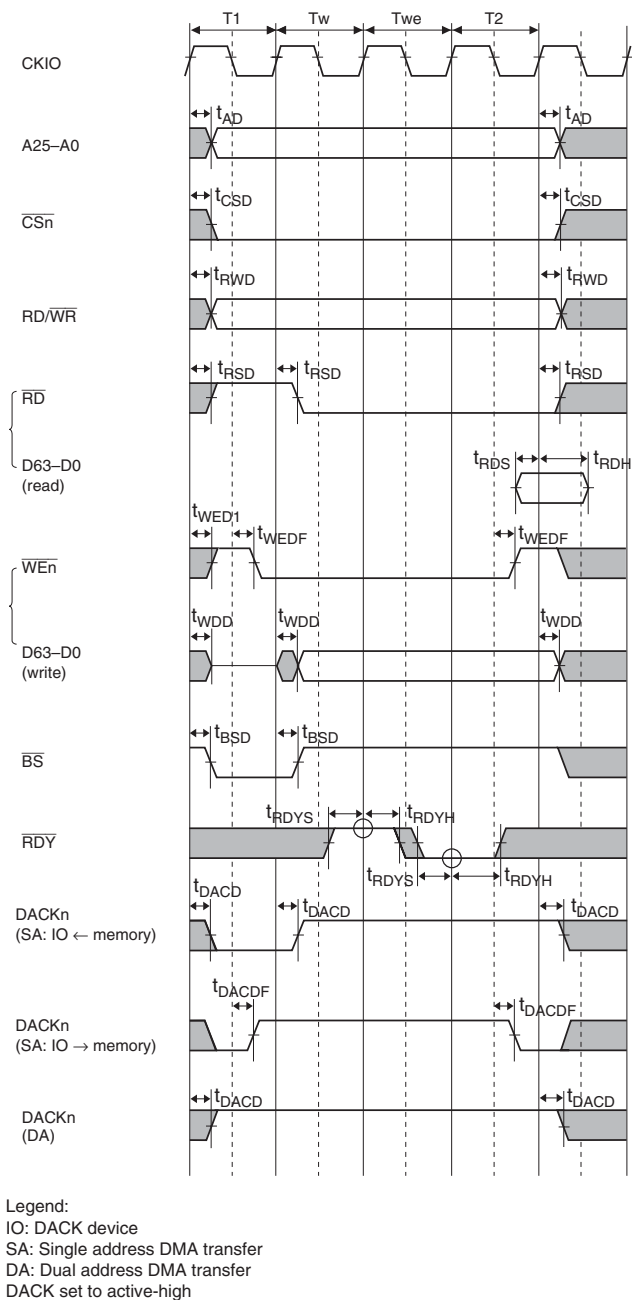 T1 Tw Twe T2
CKIO
tAD tAD
A25–A0
tCSD tCSD
CSn
tRWD tRWD
RD/WR
tRSD tRSD tRSD
RD
tRDS tRDH
D63–D0
(read)
tWED1 tWEDF tWEDF
WEn
tWDD tWDD tWDD
D63–D0
(write)
tBSD tBSD
BS
tRDYS tRDYH
RDY
tRDYS tRDYH
tDACD tDACD tDACD
DACKn
(SA: IO ← memory)
tDACDF tDACDF
DACKn
(SA: IO → memory)
tDACD tDACD
DACKn
(DA)
Legend:
IO: DACK device
SA: Single address DMA transfer
DA: Dual address DMA transfer
DACK set to active-high